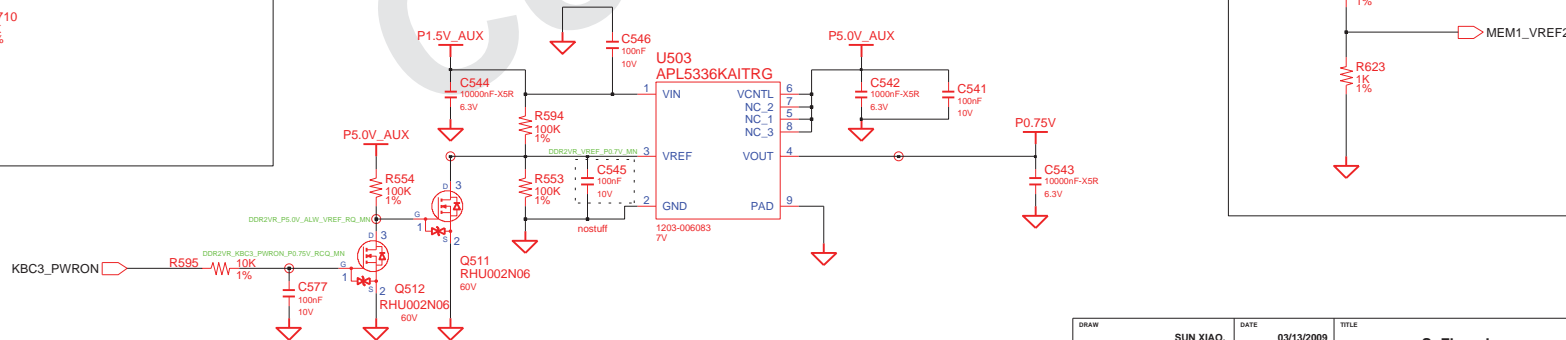 710
P1.5V_AUX
C546
100nF
10V
U503
APL5336KAITRG
P5.0V_AUX
1%
MEM1_VREF2
C544
10000nF-X5R
6.3V
1
VIN
VCNTL
6
NC_2
7
NC_1
5
NC_3
8
C542
1000nF-X5R
6.3V
C541
100nF
10V
R623
1K
1%
R594
100K
1%
P5.0V_AUX
P0.75V
DDR2VR_VREF_P0.7V_MN
3
VREF
VOUT
4
R554
100K
1%
D
3
R553
100K
1%
C545
100nF
10V
C543
10000nF-X5R
6.3V
2
GND
PAD
9
DDR2VR_P5.0V_ALW_VREF_RQ_MN
G
1
S
2
nostuff
1203-006083
7V
D
3
DDR2VR_KBC3_PWRON_P0.75V_RCQ_MN
KBC3_PWRON
R595
10K
1%
G
1
S
2
Q511
RHU002N06
60V
C577
100nF
10V
Q512
RHU002N06
60V
DRAW
SUN XIAO,
DATE
03/13/2009
TITLE